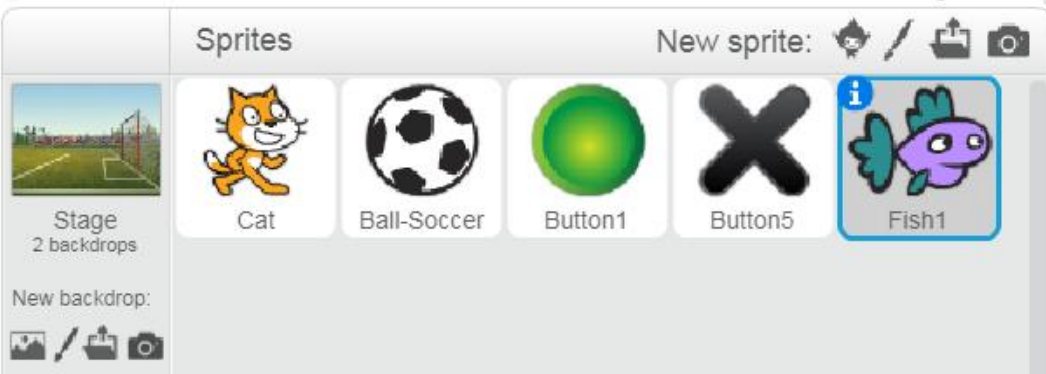 Sprites
New sprite:
Cat
Ball-Soccer
Button1
Button5
Fish1
Stage
2 backdrops
New backdrop: